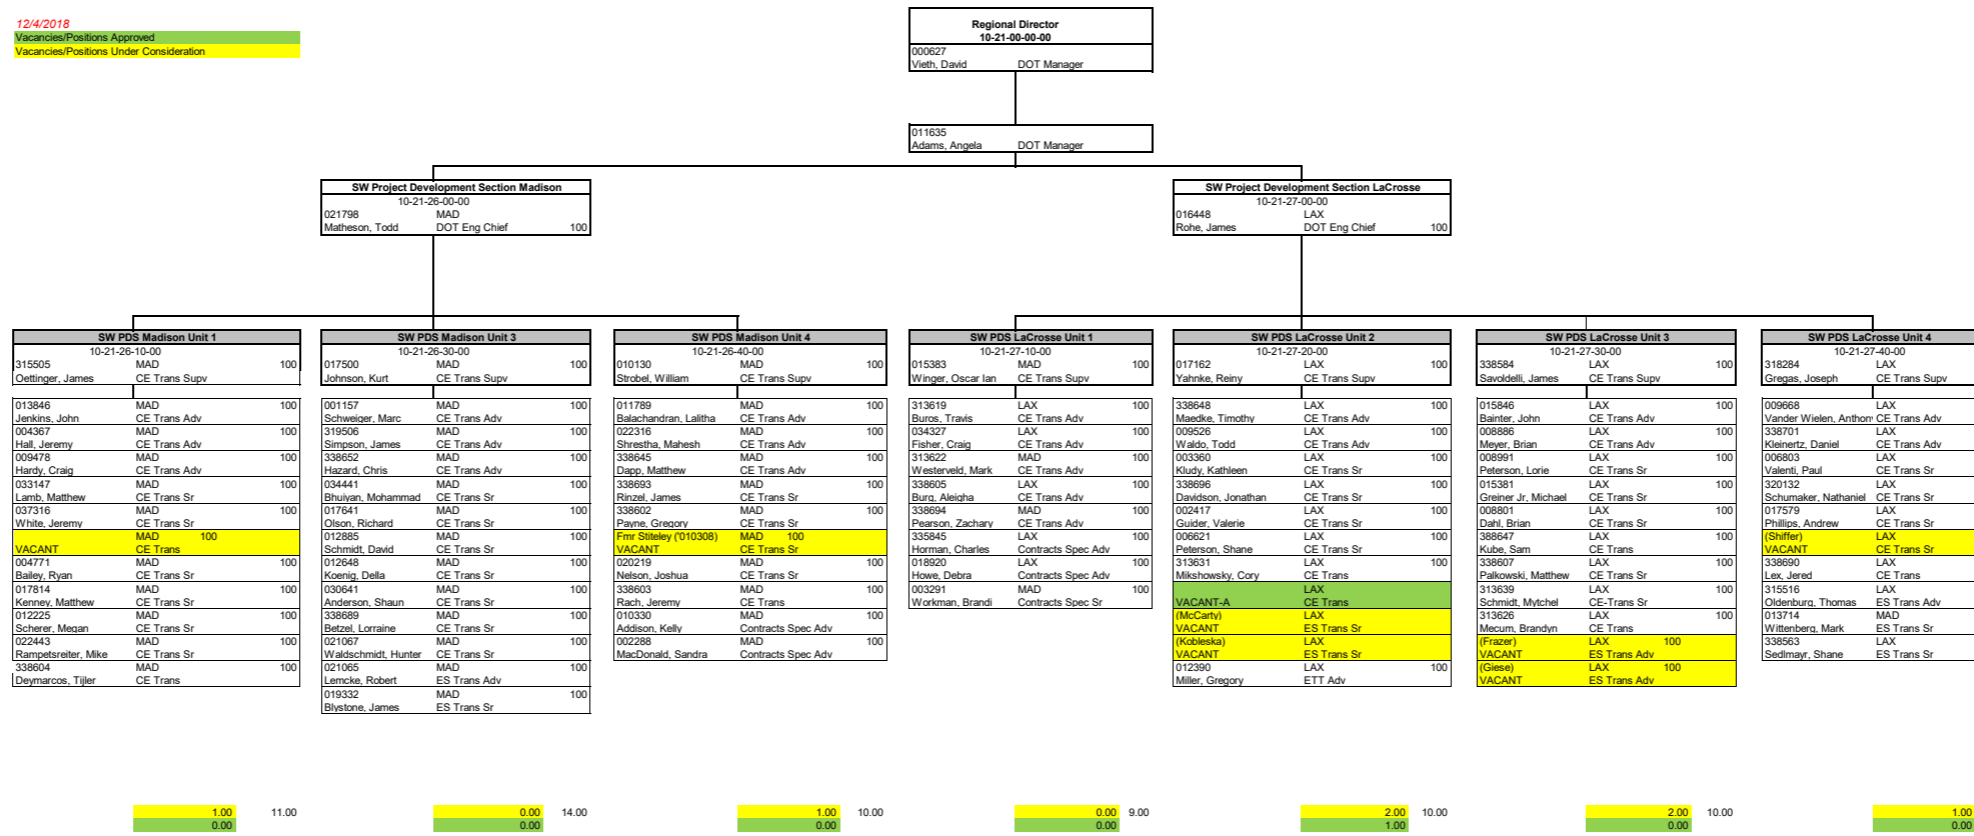 12/4/2018
Vacancies/Positions Approved
Vacancies/Positions Under Consideration
Regional Director
10-21-00-00-00
000627
Vieth, David DOT Manager
011635
Adams, Angela DOT Manager
SW Project Development Section Madison
10-21-26-00-00
021798 MAD
Matheson, Todd DOT Eng Chief 100
SW Project Development Section LaCrosse
10-21-27-00-00
016448 LAX
Rohe, James DOT Eng Chief 100
SW PDS Madison Unit 1
10-21-26-10-00
315505 MAD 100
Oettinger, James CE Trans Supv
013846 MAD 100
Jenkins, John CE Trans Adv
004367 MAD 100
Hall, Jeremy CE Trans Adv
009478 MAD 100
Hardy, Craig CE Trans Adv
033147 MAD 100
Lamb, Matthew CE Trans Sr
037316 MAD 100
White, Jeremy CE Trans Sr
MAD 100
VACANT CE Trans
004771 MAD 100
Bailey, Ryan CE Trans Sr
017814 MAD 100
Kenney, Matthew CE Trans Sr
012225 MAD 100
Scherer, Megan CE Trans Sr
022443 MAD 100
Rampetsreiter, Mike CE Trans Sr
338604 MAD 100
Deymarcos, Tijler CE Trans
1.00 11.00
0.00
SW PDS Madison Unit 3
10-21-26-30-00
017500 MAD 100
Johnson, Kurt CE Trans Supv
001157 MAD 100
Schweiger, Marc CE Trans Adv
319506 MAD 100
Simpson, James CE Trans Adv
338652 MAD 100
Hazard, Chris CE Trans Adv
034441 MAD 100
Bhuiyan, Mohammad CE Trans Sr
017641 MAD 100
Olson, Richard CE Trans Sr
012885 MAD 100
Schmidt, David CE Trans Sr
012648 MAD 100
Koenig, Della CE Trans Sr
030641 MAD 100
Anderson, Shaun CE Trans Sr
338689 MAD 100
Betzel, Lorraine CE Trans Sr
021067 MAD 100
Waldschmidt, Hunter CE Trans Sr
021065 MAD 100
Lemcke, Robert ES Trans Adv
019332 MAD 100
Blystone, James ES Trans Sr
0.00 14.00
0.00
SW PDS Madison Unit 4
10-21-26-40-00
010130 MAD 100
Strobel, William CE Trans Supv
011789 MAD 100
Balachandran, Lalitha CE Trans Adv
022316 MAD 100
Shrestha, Mahesh CE Trans Adv
338645 MAD 100
Dapp, Matthew CE Trans Adv
338693 MAD 100
Rinzel, James CE Trans Sr
338602 MAD 100
Payne, Gregory CE Trans Sr
Fmr Stiteley ('010308) MAD 100
VACANT CE Trans Sr
020219 MAD 100
Nelson, Joshua CE Trans Sr
338603 MAD 100
Rach, Jeremy CE Trans
010330 MAD 100
Addison, Kelly Contracts Spec Adv
002288 MAD 100
MacDonald, Sandra Contracts Spec Adv
1.00 10.00
0.00
SW PDS LaCrosse Unit 1
10-21-27-10-00
015383 MAD 100
Winger, Oscar Ian CE Trans Supv
313619 LAX 100
Buros, Travis CE Trans Adv
034327 LAX 100
Fisher, Craig CE Trans Adv
313622 MAD 100
Westerveld, Mark CE Trans Adv
338605 LAX 100
Burg, Aleigha CE Trans Adv
338694 MAD 100
Pearson, Zachary CE Trans Adv
335845 LAX 100
Horman, Charles Contracts Spec Adv
018920 LAX 100
Howe, Debra Contracts Spec Adv
003291 MAD 100
Workman, Brandi Contracts Spec Sr
0.00 9.00
0.00
SW PDS LaCrosse Unit 2
10-21-27-20-00
017162 LAX 100
Yahnke, Reiny CE Trans Supv
338648 LAX 100
Maedke, Timothy CE Trans Adv
009526 LAX 100
Waldo, Todd CE Trans Adv
003360 LAX 100
Kludy, Kathleen CE Trans Sr
338696 LAX 100
Davidson, Jonathan CE Trans Sr
002417 LAX 100
Guider, Valerie CE Trans Sr
006621 LAX 100
Peterson, Shane CE Trans Sr
313631 LAX 100
Mikshowsky, Cory CE Trans
LAX
VACANT-A CE Trans
(McCarty) LAX
VACANT ES Trans Sr
(Kobleska) LAX
VACANT ES Trans Sr
012390 LAX 100
Miller, Gregory ETT Adv
2.00 10.00
1.00
SW PDS LaCrosse Unit 3
10-21-27-30-00
338584 LAX 100
Savoldelli, James CE Trans Supv
015846 LAX 100
Bainter, John CE Trans Adv
008886 LAX 100
Meyer, Brian CE Trans Adv
008991 LAX 100
Peterson, Lorie CE Trans Sr
015381 LAX 100
Greiner Jr, Michael CE Trans Sr
008801 LAX 100
Dahl, Brian CE Trans Sr
388647 LAX 100
Kube, Sam CE Trans
338607 LAX 100
Palkowski, Matthew CE Trans Sr
313639 LAX 100
Schmidt, Mytchel CE-Trans Sr
313626 LAX 100
Mecum, Brandyn CE Trans
(Frazer) LAX 100
VACANT ES Trans Adv
(Giese) LAX 100
VACANT ES Trans Adv
2.00 10.00
0.00
SW PDS LaCrosse Unit 4
10-21-27-40-00
318284 LAX
Gregas, Joseph CE Trans Supv
009668 LAX
Vander Wielen, Anthony CE Trans Adv
338701 LAX
Kleinertz, Daniel CE Trans Adv
006803 LAX
Valenti, Paul CE Trans Sr
320132 LAX
Schumaker, Nathaniel CE Trans Sr
017579 LAX
Phillips, Andrew CE Trans Sr
(Shiffer) LAX
VACANT CE Trans Sr
338690 LAX
Lex, Jered CE Trans
315516 LAX
Oldenburg, Thomas ES Trans Adv
013714 MAD
Wittenberg, Mark ES Trans Sr
338563 LAX
Sedlmayr, Shane ES Trans Sr
1.00
0.00